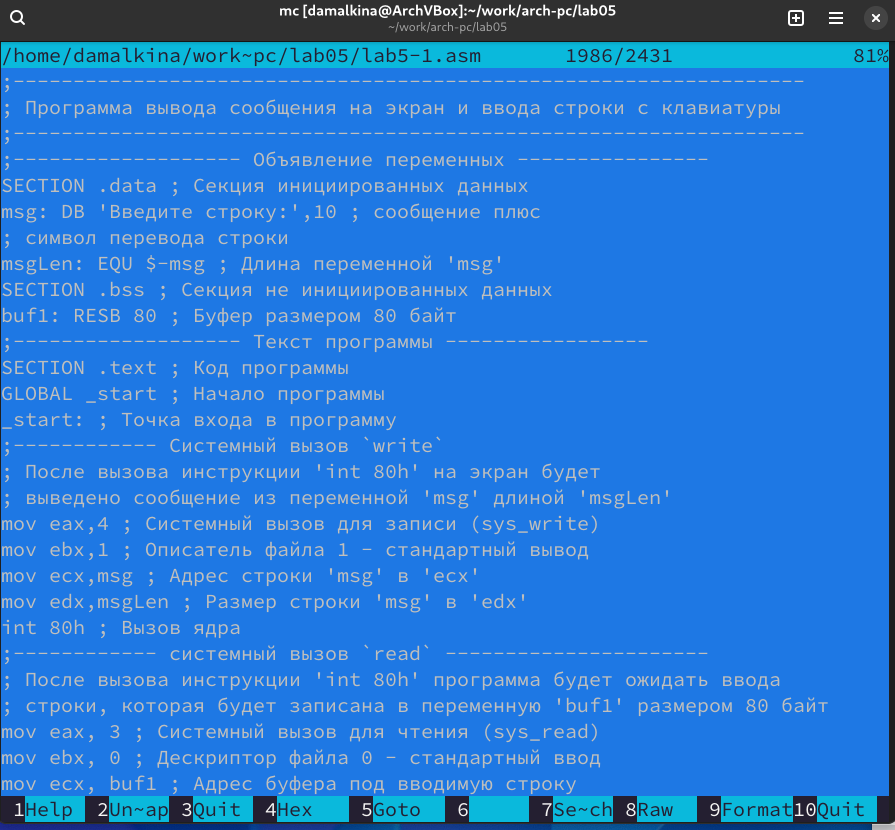 mc [damalkina@ArchVBox]:~/work/arch-pc/lab05
~/work/arch-pc/lab05
/home/damalkina/work~pc/lab05/lab5-1.asm 1986/2431 81%
;------------------------------------------------------------------
; Программа вывода сообщения на экран и ввода строки с клавиатуры
;------------------------------------------------------------------
;------------------- Объявление переменных ----------------
SECTION .data ; Секция инициированных данных
msg: DB 'Введите строку:',10 ; сообщение плюс
; символ перевода строки
msgLen: EQU $-msg ; Длина переменной 'msg'
SECTION .bss ; Секция не инициированных данных
buf1: RESB 80 ; Буфер размером 80 байт
;------------------- Текст программы -----------------
SECTION .text ; Код программы
GLOBAL _start ; Начало программы
_start: ; Точка входа в программу
;------------ Системный вызов `write`
; После вызова инструкции 'int 80h' на экран будет
; выведено сообщение из переменной 'msg' длиной 'msgLen'
mov eax,4 ; Системный вызов для записи (sys_write)
mov ebx,1 ; Описатель файла 1 - стандартный вывод
mov ecx,msg ; Адрес строки 'msg' в 'ecx'
mov edx,msgLen ; Размер строки 'msg' в 'edx'
int 80h ; Вызов ядра
;------------ системный вызов `read` ----------------------
; После вызова инструкции 'int 80h' программа будет ожидать ввода
; строки, которая будет записана в переменную 'buf1' размером 80 байт
mov eax, 3 ; Системный вызов для чтения (sys_read)
mov ebx, 0 ; Дескриптор файла 0 - стандартный ввод
mov ecx, buf1 ; Адрес буфера под вводимую строку
1Help 2Un~ap 3Quit 4Hex 5Goto 6 7Se~ch 8Raw 9Format 10Quit